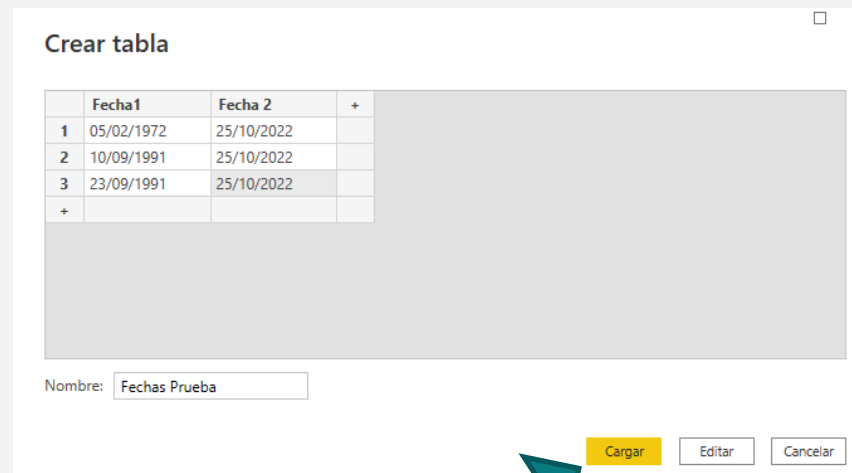 Crear tabla
Fecha1 Fecha 2 +
1 05/02/1972 25/10/2022
2 10/09/1991 25/10/2022
3 23/09/1991 25/10/2022
+
Nombre: Fechas Prueba
Cargar Editar Cancelar